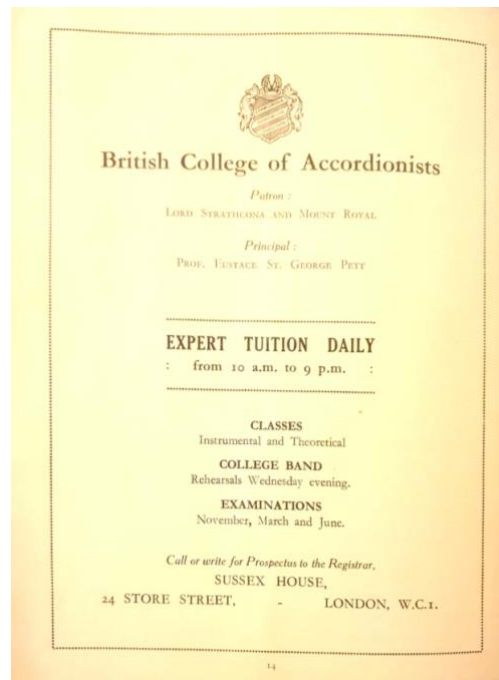 British College of Accordionists
Patron :
LORD STRATHCONA AND MOUNT ROYAL
Principal :
PROF. EUSTACE ST. GEORGE PETT
EXPERT TUITION DAILY
: from 10 a.m. to 9 p.m. :
CLASSES
Instrumental and Theoretical
COLLEGE BAND
Rehearsals Wednesday evening.
EXAMINATIONS
November, March and June.
Call or write for Prospectus to the Registrar,
SUSSEX HOUSE,
24 STORE STREET, - LONDON, W.C.1.
14